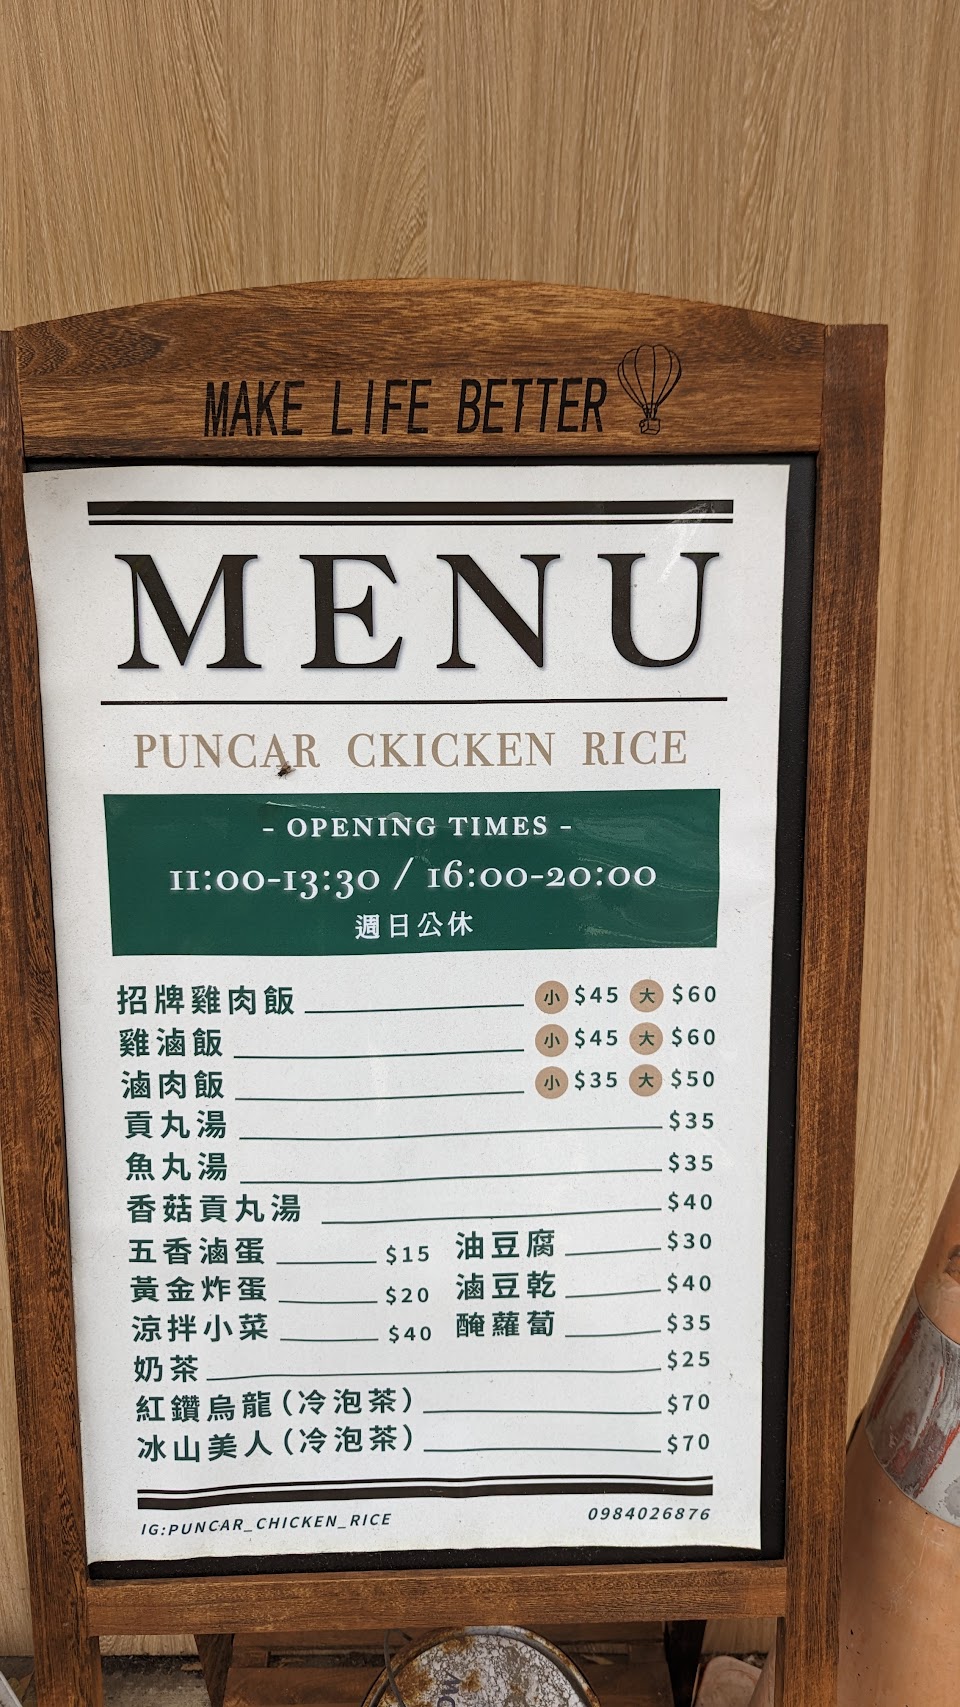 MAKE LIFE BETTER
MENU
PUNCAR CKICKEN RICE
- OPENING TIMES -
11:00-13:30 / 16:00-20:00
週日公休
招牌雞肉飯 小 $45 大 $60
雞滷飯 小 $45 大 $60
滷肉飯 小 $35 大 $50
貢丸湯 $35
魚丸湯 $35
香菇貢丸湯 $40
五香滷蛋 $15 油豆腐 $30
黃金炸蛋 $20 滷豆乾 $40
涼拌小菜 $40 醃蘿蔔 $35
奶茶 $25
紅鑽烏龍(冷泡茶) $70
冰山美人(冷泡茶) $70
IG:PUNCAR_CHICKEN_RICE 0984026876